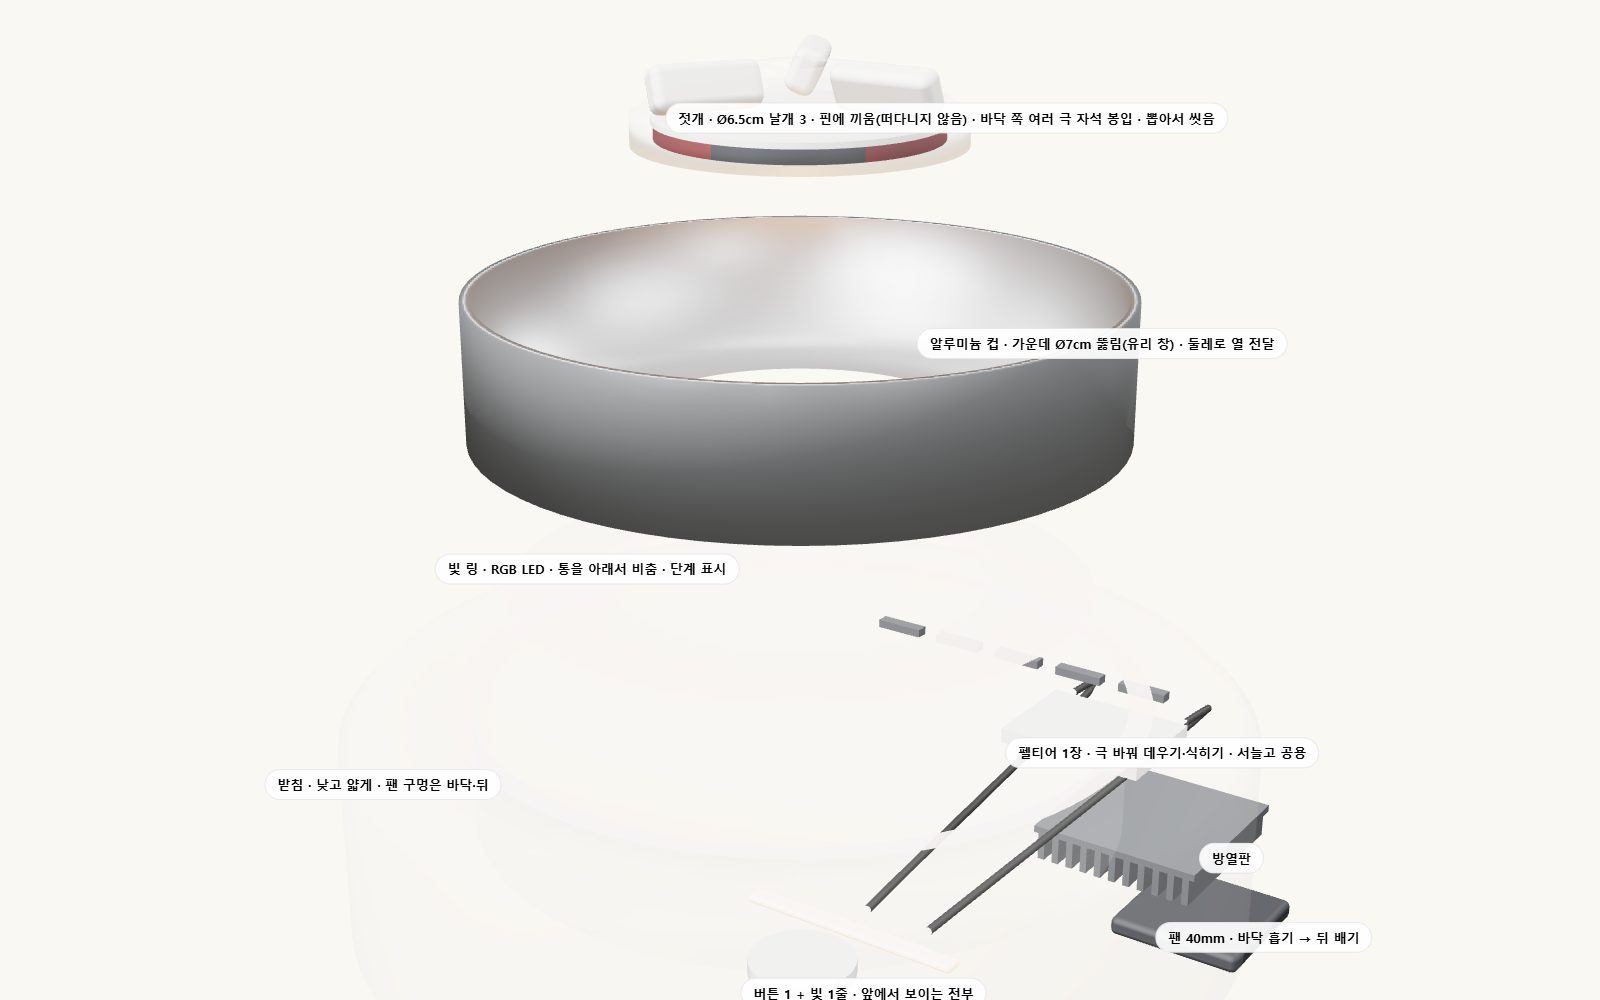 젓개 · Ø6.5cm 날개 3 · 핀에 끼움(떠다니지 않음) · 바닥 쪽 여러 극 자석 봉입 · 뽑아서 씻음
알루미늄 컵 · 가운데 Ø7cm 뚫림(유리 창) · 둘레로 열 전달
빛 링 · RGB LED · 통을 아래서 비춤 · 단계 표시
펠티어 1장 · 극 바꿔 데우기·식히기 · 서늘고 공용
받침 · 낮고 얇게 · 팬 구멍은 바닥·뒤
방열판
팬 40mm · 바닥 흡기 → 뒤 배기
버튼 1 + 빛 1줄 · 앞에서 보이는 전부